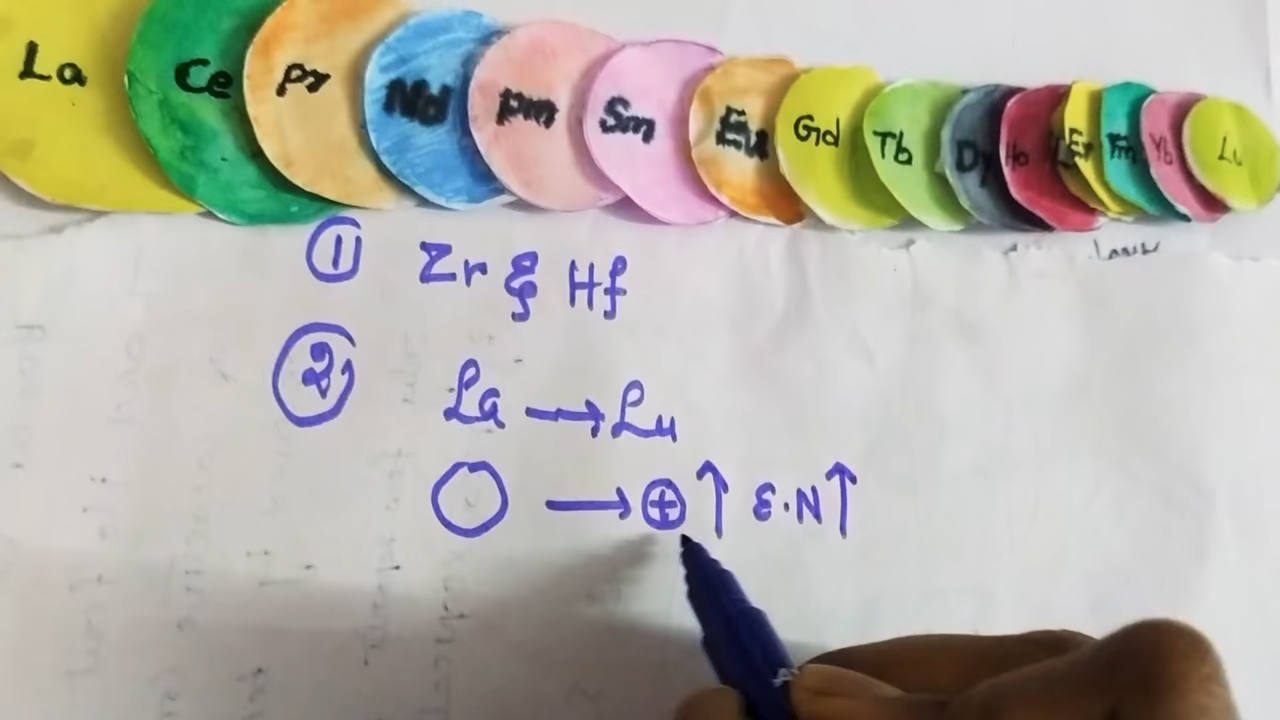 La Ce Pr Nd Pm Sm Eu Gd Tb Dy Ho Er Tm Yb Lu
① Zr & Hf
② La → Lu
◯ → ⊕ ↑ E.N ↑